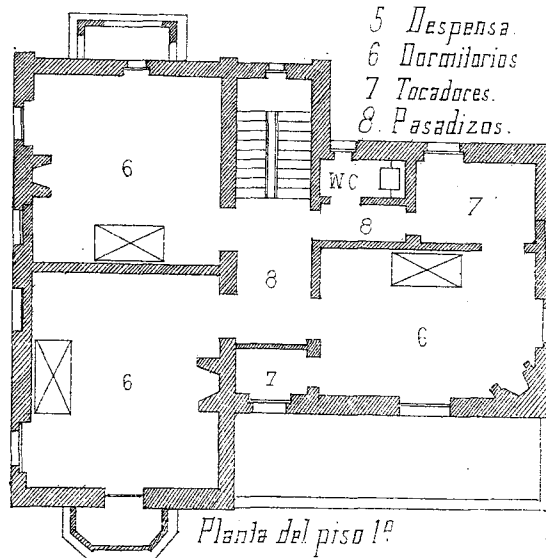 5 Despensa.
6 Dormitorios
7 Tocadores.
8. Pasadizos.
6
WC
7
8
8
6
6
7
Planta del piso 1º